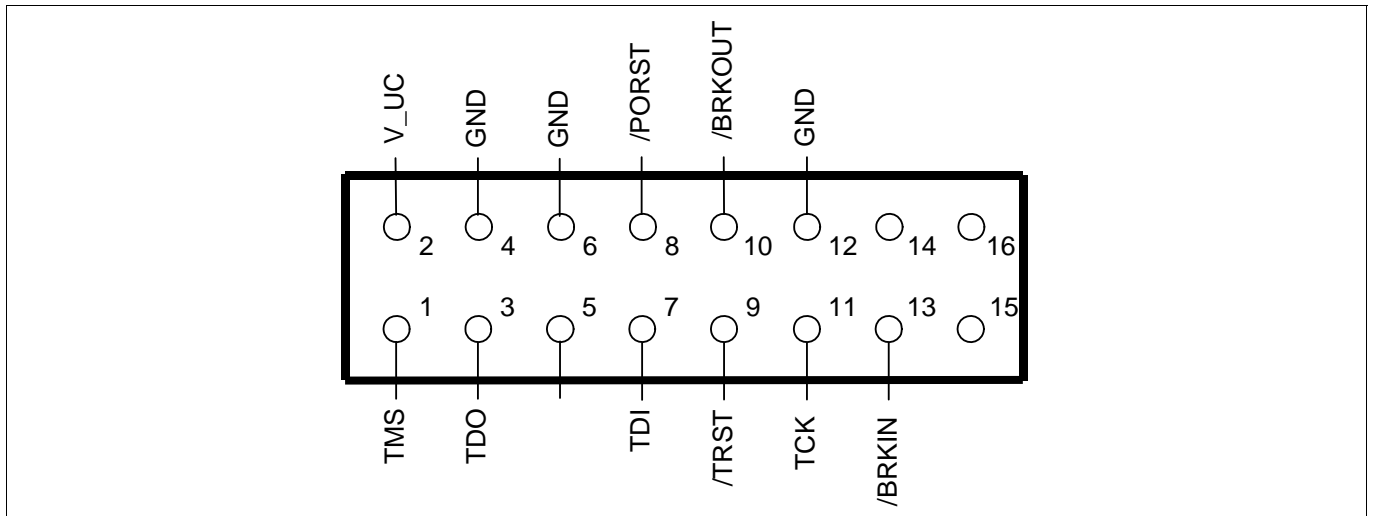 V_UC
GND
GND
/PORST
/BRKOUT
GND
2
4
6
8
10
12
14
16
1
3
5
7
9
11
13
15
TMS
TDO
TDI
/TRST
TCK
/BRKIN